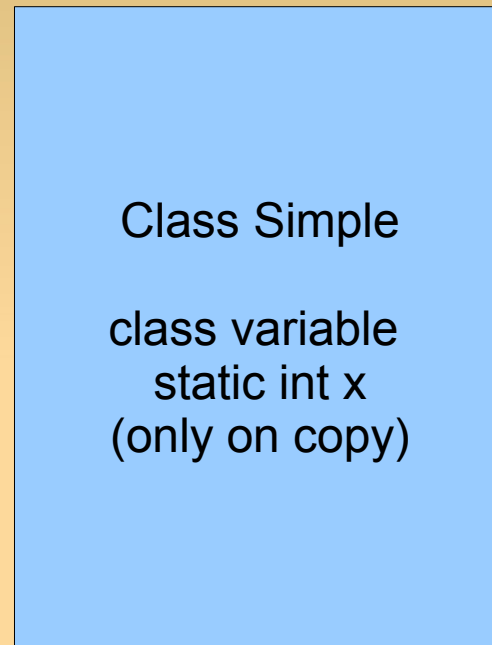 Class Simple
class variable
static int x
(only on copy)